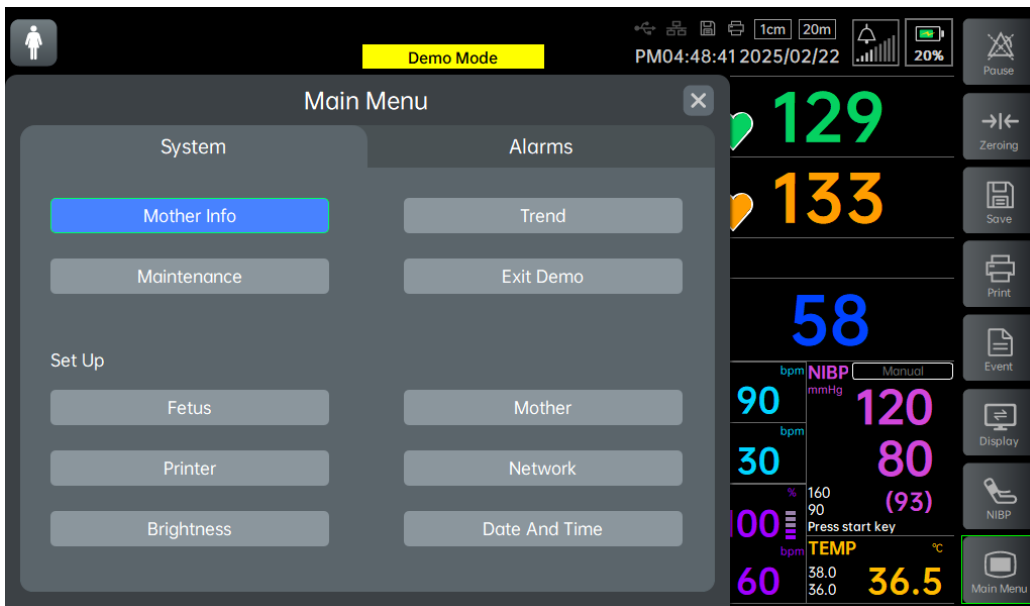 1cm 20m
PM04:48:41 2025/02/22
20%
Demo Mode
Main Menu
System Alarms
Mother Info Trend
Maintenance Exit Demo
Set Up
Fetus Mother
Printer Network
Brightness Date And Time
129
133
58
bpm
90
bpm
30
%
00
bpm
60
NIBP Manual
mmHg
120
80
160
90
(93)
Press start key
TEMP °C
38.0
36.0
36.5
Pause
Zeroing
Save
Print
Event
Display
NIBP
Main Menu